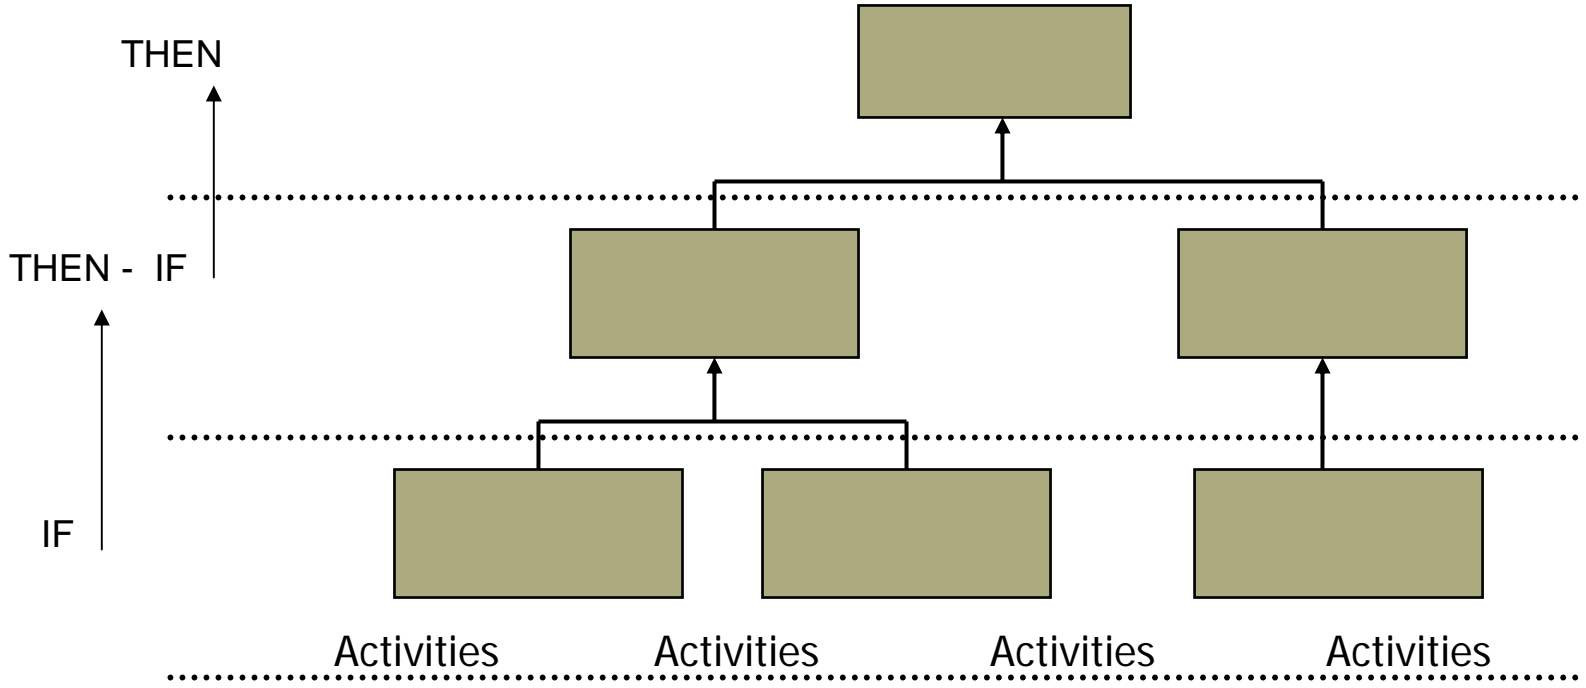 THEN
THEN - IF
IF
Activities Activities Activities Activities